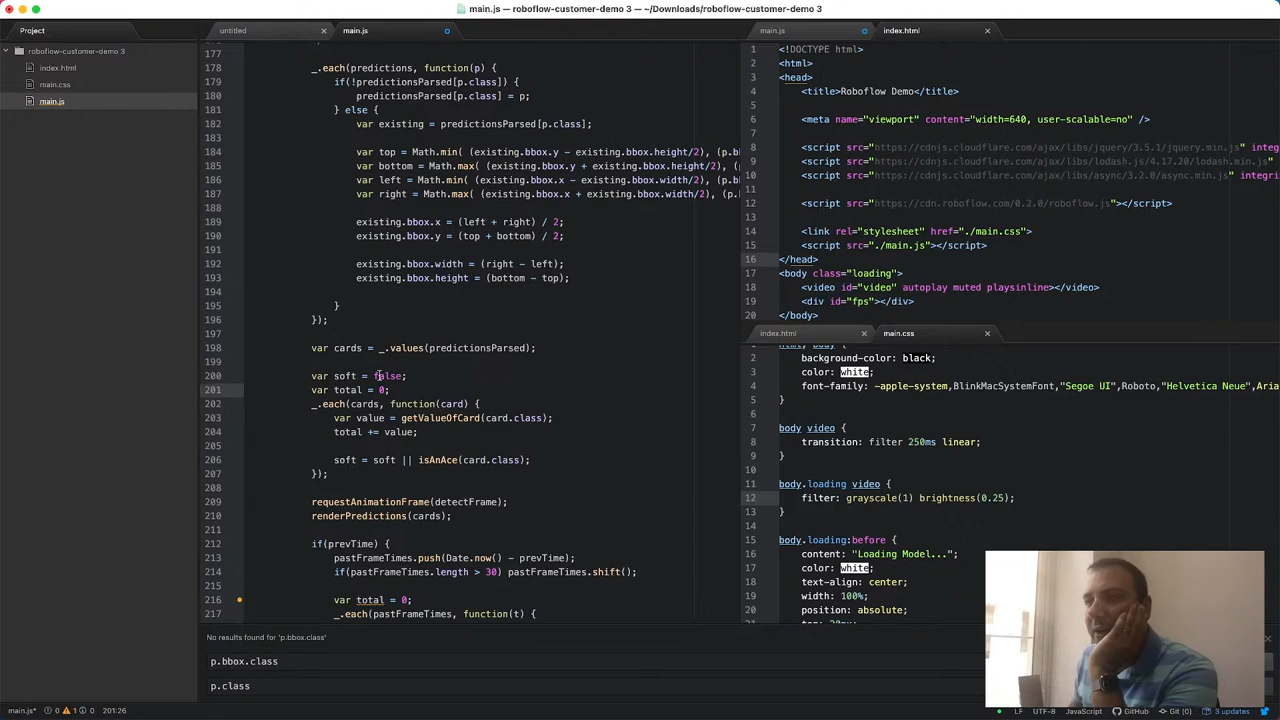 main.js — roboflow-customer-demo 3 — ~/Downloads/roboflow-customer-demo 3
Project
roboflow-customer-demo 3
index.html
main.css
main.js
untitled
main.js
177
178 _.each(predictions, function(p) {
179 if(!predictionsParsed[p.class]) {
180 predictionsParsed[p.class] = p;
181 } else {
182 var existing = predictionsParsed[p.class];
183
184 var top = Math.min( (existing.bbox.y - existing.bbox.height/2), (p.b
185 var bottom = Math.max( (existing.bbox.y + existing.bbox.height/2), (
186 var left = Math.min( (existing.bbox.x - existing.bbox.width/2), (p.b
187 var right = Math.max( (existing.bbox.x + existing.bbox.width/2), (p
188
189 existing.bbox.x = (left + right) / 2;
190 existing.bbox.y = (top + bottom) / 2;
191
192 existing.bbox.width = (right - left);
193 existing.bbox.height = (bottom - top);
194
195 }
196 });
197
198 var cards = _.values(predictionsParsed);
199
200 var soft = false;
201 var total = 0;
202 _.each(cards, function(card) {
203 var value = getValueOfCard(card.class);
204 total += value;
205
206 soft = soft || isAnAce(card.class);
207 });
208
209 requestAnimationFrame(detectFrame);
210 renderPredictions(cards);
211
212 if(prevTime) {
213 pastFrameTimes.push(Date.now() - prevTime);
214 if(pastFrameTimes.length > 30) pastFrameTimes.shift();
215
216 var total = 0;
217 _.each(pastFrameTimes, function(t) {
main.js
index.html
1 <!DOCTYPE html>
2 <html>
3 <head>
4 <title>Roboflow Demo</title>
5
6 <meta name="viewport" content="width=640, user-scalable=no" />
7
8 <script src="https://cdnjs.cloudflare.com/ajax/libs/jquery/3.5.1/jquery.min.js" integri
9 <script src="https://cdnjs.cloudflare.com/ajax/libs/lodash.js/4.17.20/lodash.min.js"
10 <script src="https://cdnjs.cloudflare.com/ajax/libs/async/3.2.0/async.min.js" integri
11
12 <script src="https://cdn.roboflow.com/0.2.0/roboflow.js"></script>
13
14 <link rel="stylesheet" href="./main.css">
15 <script src="./main.js"></script>
16 </head>
17 <body class="loading">
18 <video id="video" autoplay muted playsinline></video>
19 <div id="fps"></div>
20 </body>
index.html
main.css
1 html, body {
2 background-color: black;
3 color: white;
4 font-family: -apple-system,BlinkMacSystemFont,"Segoe UI",Roboto,"Helvetica Neue",Aria
5 }
6
7 body video {
8 transition: filter 250ms linear;
9 }
10
11 body.loading video {
12 filter: grayscale(1) brightness(0.25);
13 }
14
15 body.loading:before {
16 content: "Loading Model...";
17 color: white;
18 text-align: center;
19 width: 100%;
20 position: absolute;
21 top: 20px;
No results found for 'p.bbox.class'
p.bbox.class
p.class
main.js* 0 1 0 201:26
LF UTF-8 JavaScript GitHub Git (0) 3 updates